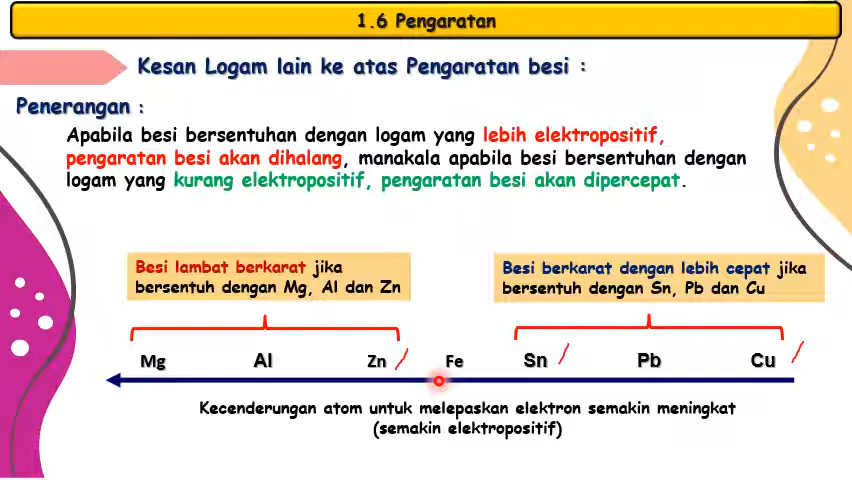 1.6 Pengaratan
Kesan Logam lain ke atas Pengaratan besi :
Penerangan :
Apabila besi bersentuhan dengan logam yang lebih elektropositif,
pengaratan besi akan dihalang, manakala apabila besi bersentuhan dengan
logam yang kurang elektropositif, pengaratan besi akan dipercepat.
Besi lambat berkarat jika
bersentuh dengan Mg, Al dan Zn
Besi berkarat dengan lebih cepat jika
bersentuh dengan Sn, Pb dan Cu
Mg Al Zn Fe Sn Pb Cu
Kecenderungan atom untuk melepaskan elektron semakin meningkat
(semakin elektropositif)